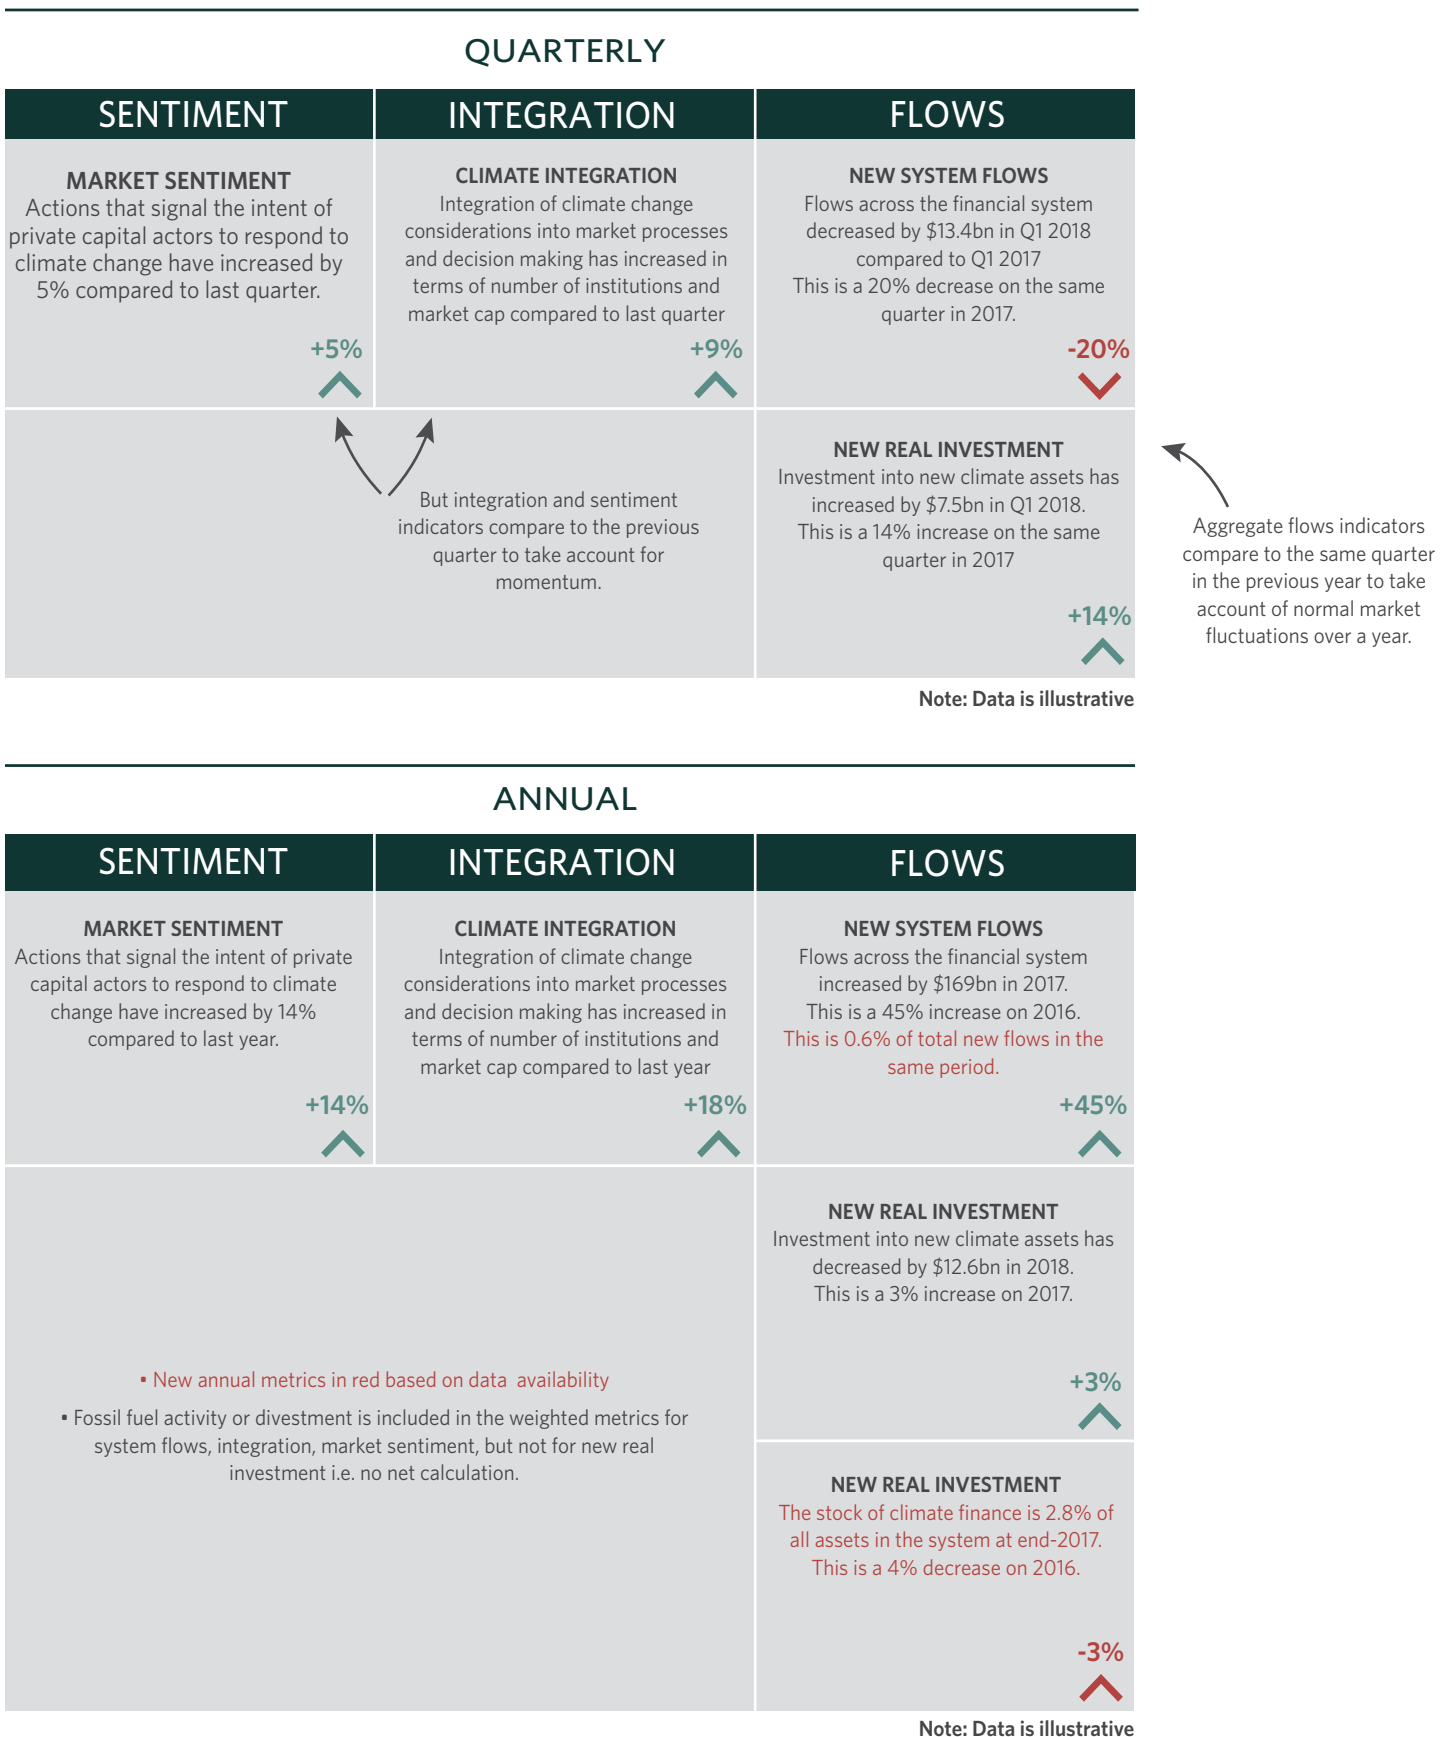 QUARTERLY
SENTIMENT
INTEGRATION
FLOWS
MARKET SENTIMENT
Actions that signal the intent of
private capital actors to respond to
climate change have increased by
5% compared to last quarter.
+5%
CLIMATE INTEGRATION
Integration of climate change
considerations into market processes
and decision making has increased in
terms of number of institutions and
market cap compared to last quarter
+9%
NEW SYSTEM FLOWS
Flows across the financial system
decreased by $13.4bn in Q1 2018
compared to Q1 2017
This is a 20% decrease on the same
quarter in 2017.
-20%
But integration and sentiment
indicators compare to the previous
quarter to take account for
momentum.
NEW REAL INVESTMENT
Investment into new climate assets has
increased by $7.5bn in Q1 2018.
This is a 14% increase on the same
quarter in 2017
+14%
Aggregate flows indicators
compare to the same quarter
in the previous year to take
account of normal market
fluctuations over a year.
Note: Data is illustrative
ANNUAL
SENTIMENT
INTEGRATION
FLOWS
MARKET SENTIMENT
Actions that signal the intent of private
capital actors to respond to climate
change have increased by 14%
compared to last year.
+14%
CLIMATE INTEGRATION
Integration of climate change
considerations into market processes
and decision making has increased in
terms of number of institutions and
market cap compared to last year
+18%
NEW SYSTEM FLOWS
Flows across the financial system
increased by $169bn in 2017.
This is a 45% increase on 2016.
This is 0.6% of total new flows in the
same period.
+45%
• New annual metrics in red based on data availability
• Fossil fuel activity or divestment is included in the weighted metrics for
system flows, integration, market sentiment, but not for new real
investment i.e. no net calculation.
NEW REAL INVESTMENT
Investment into new climate assets has
decreased by $12.6bn in 2018.
This is a 3% increase on 2017.
+3%
NEW REAL INVESTMENT
The stock of climate finance is 2.8% of
all assets in the system at end-2017.
This is a 4% decrease on 2016.
-3%
Note: Data is illustrative